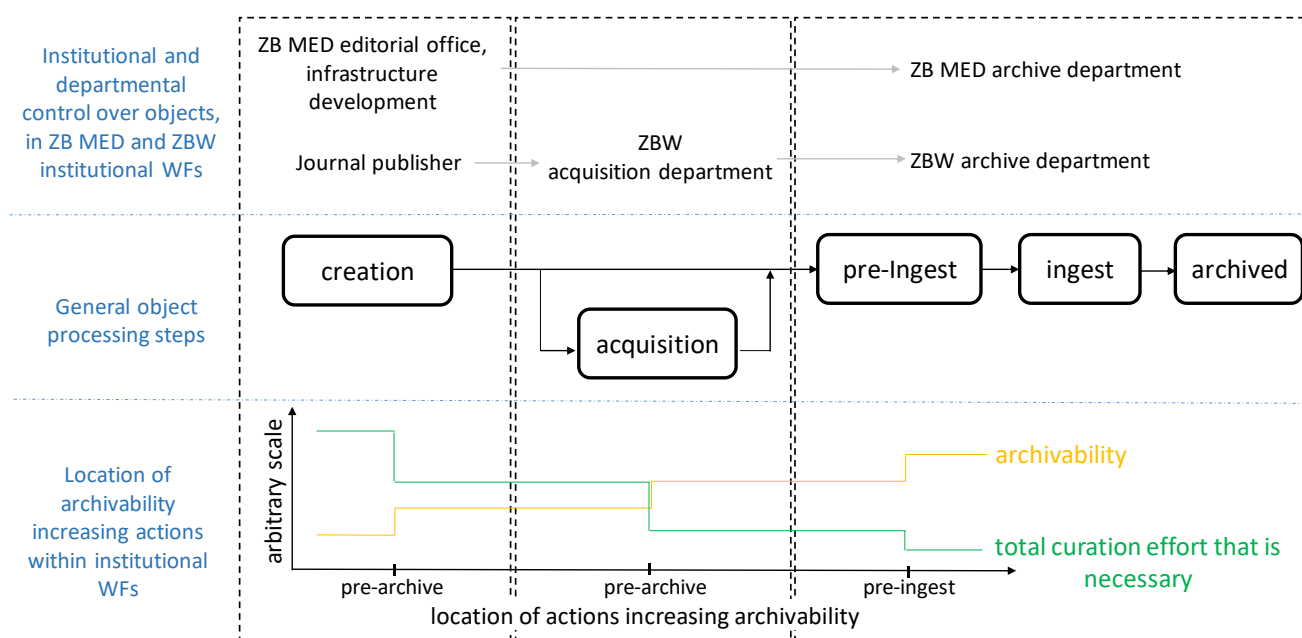 Institutional and
departmental
control over objects,
in ZB MED and ZBW
institutional WFs
ZB MED editorial office,
infrastructure
development
ZB MED archive department
Journal publisher
ZBW
acquisition department
ZBW archive department
General object
processing steps
creation
acquisition
pre-Ingest
ingest
archived
Location of
archivability
increasing actions
within institutional
WFs
arbitrary scale
archivability
total curation effort that is
necessary
pre-archive
pre-archive
pre-ingest
location of actions increasing archivability